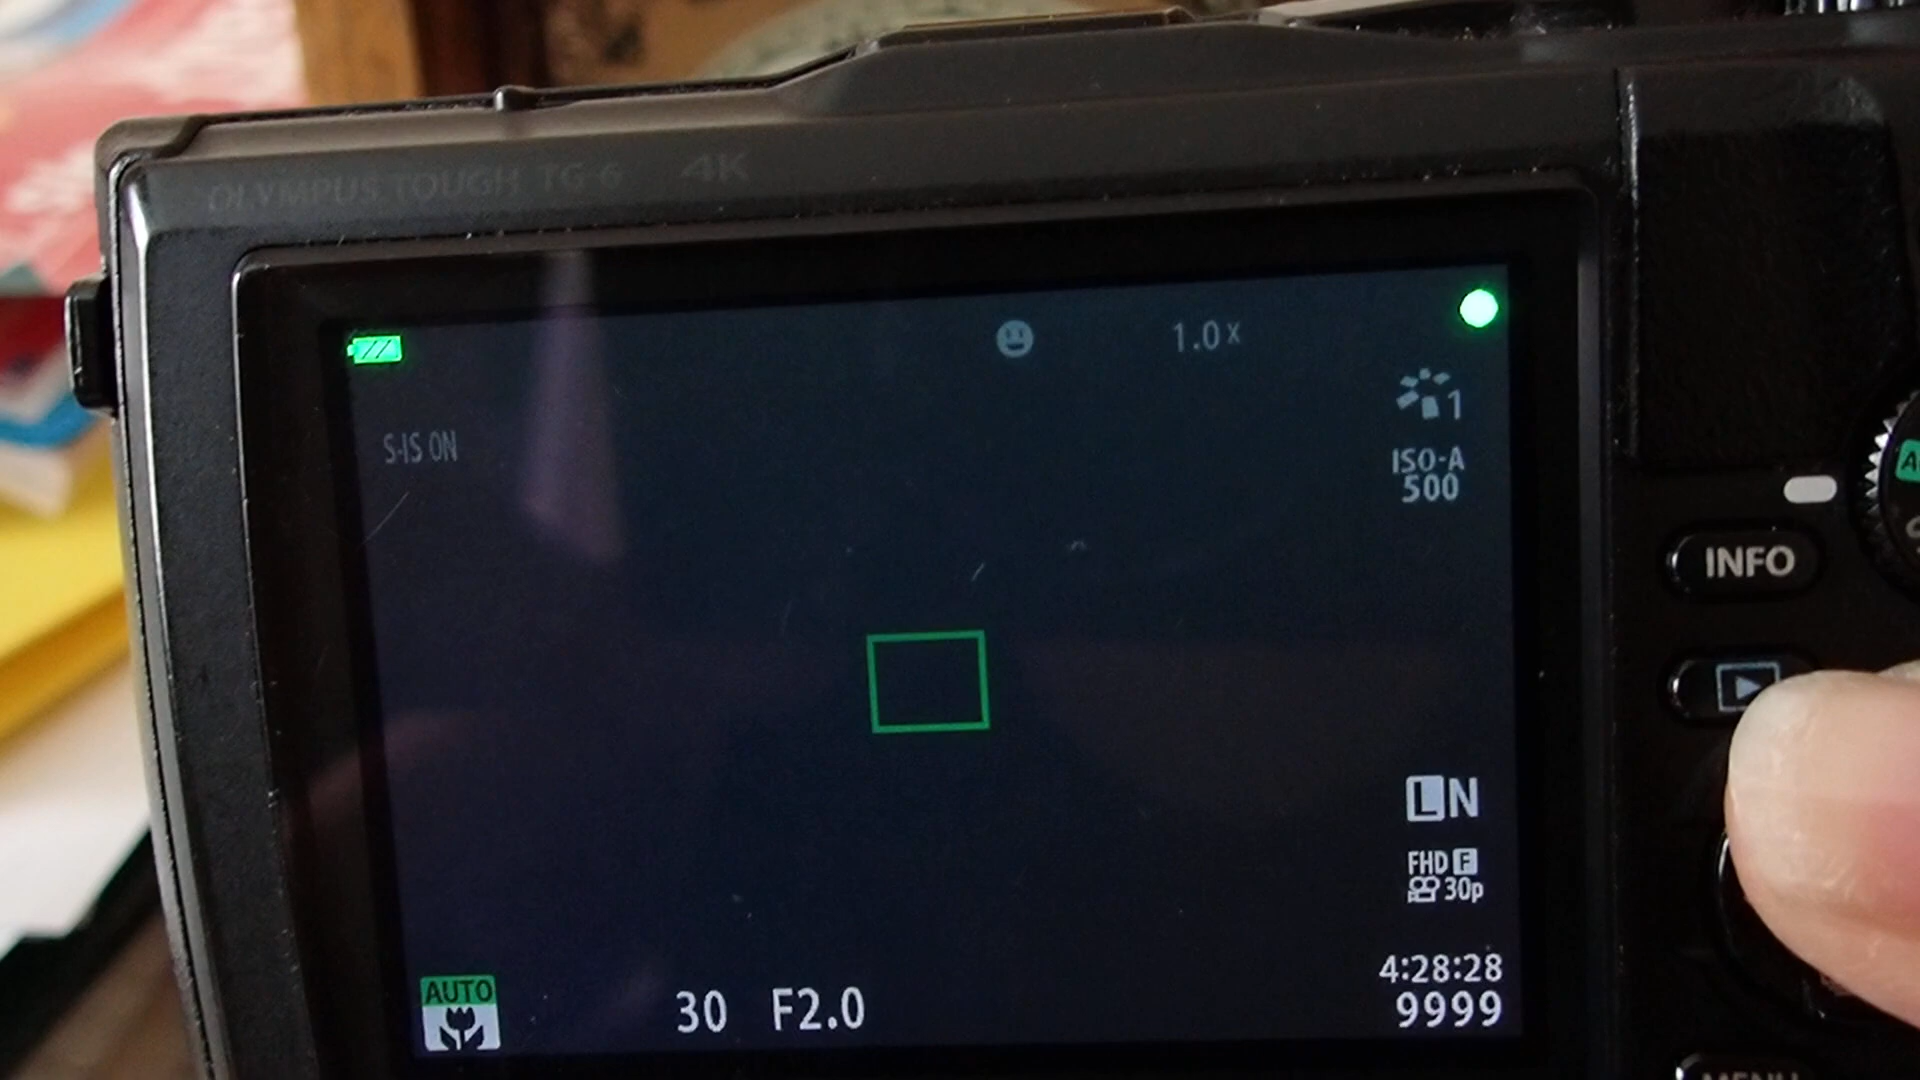 OLYMPUS TOUGH TG-6 4K
1.0x
1
S-IS ON
ISO-A
500
INFO
LN
FHD F
30p
4:28:28
AUTO
30 F2.0
9999
MENU